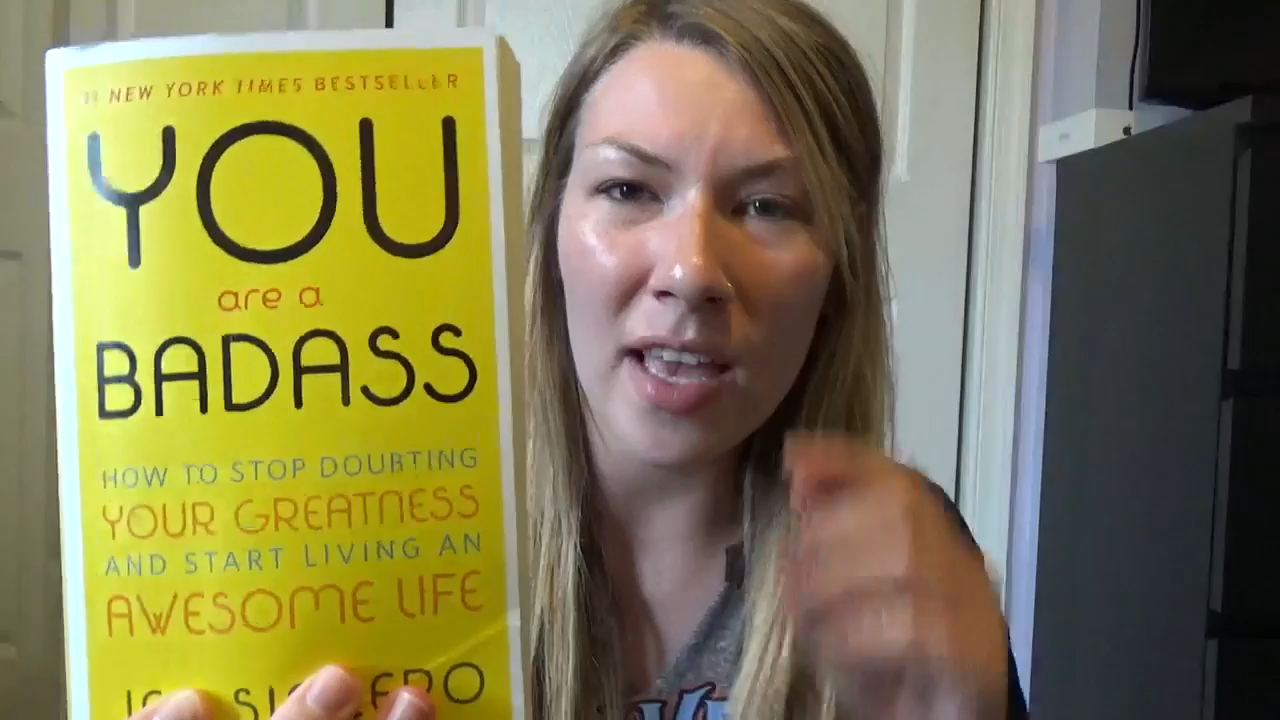 #1 NEW YORK TIMES BESTSELLER
YOU
are a
BADASS
HOW TO STOP DOUBTING
YOUR GREATNESS
AND START LIVING AN
AWESOME LIFE